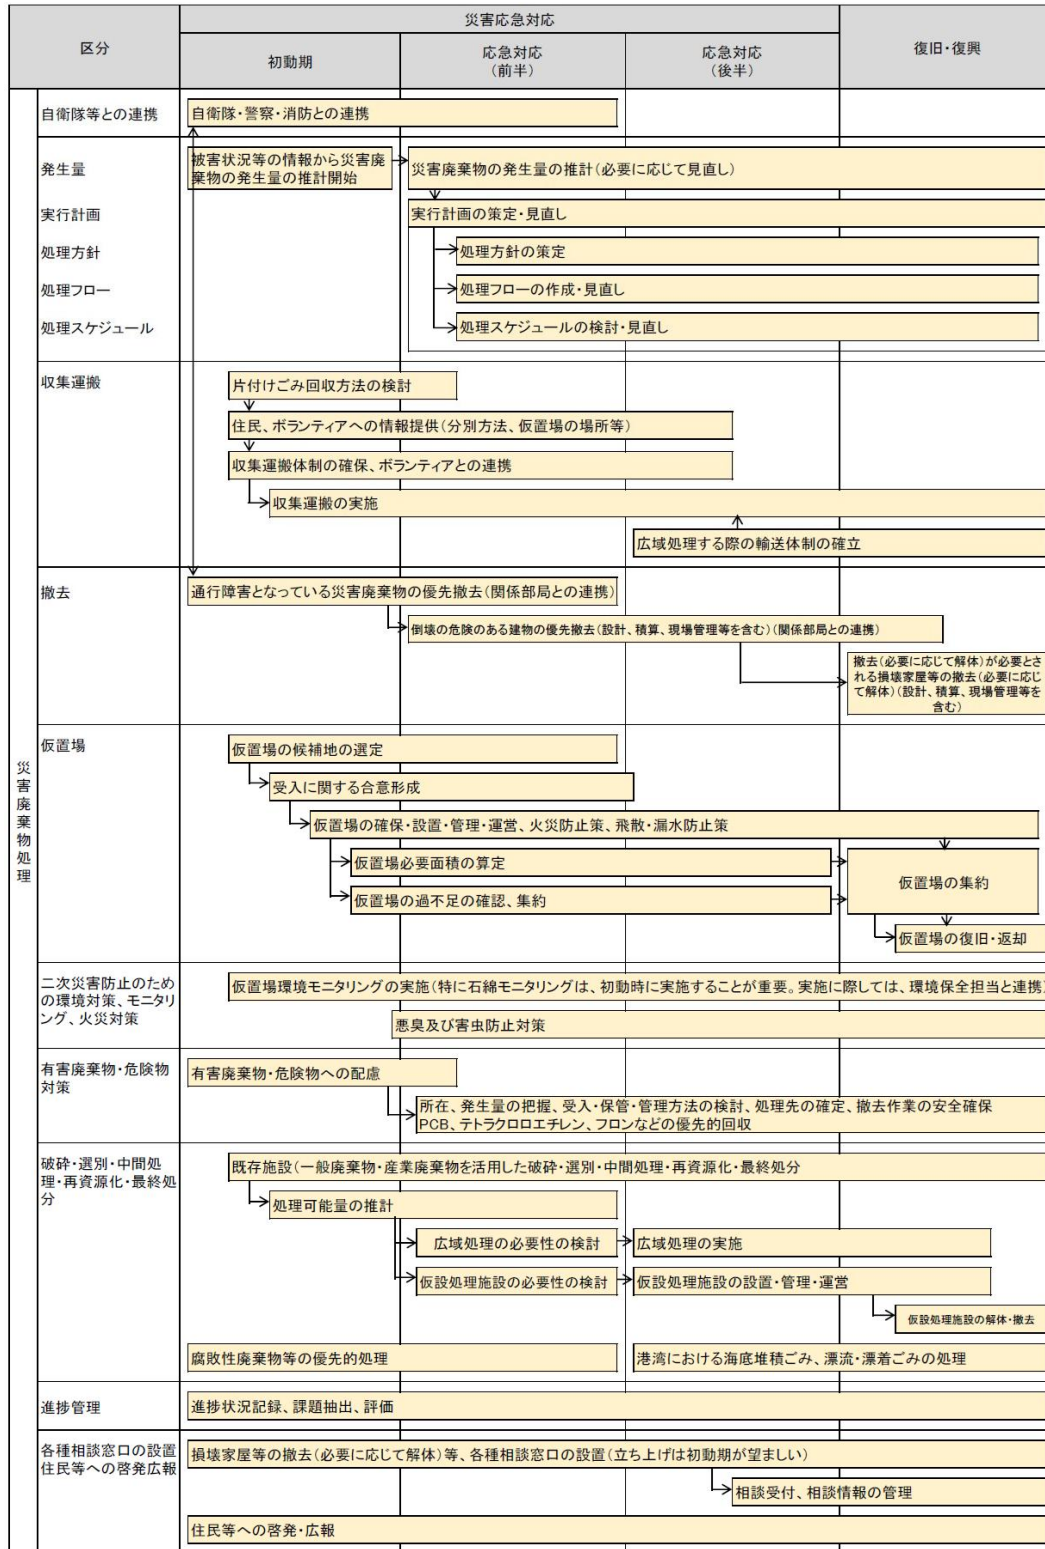 区分
災害応急対応
復旧・復興
初動期
応急対応
(前半)
応急対応
(後半)
災害廃棄物処理
自衛隊等との連携
自衛隊・警察・消防との連携
発生量
被害状況等の情報から災害廃
棄物の発生量の推計開始
災害廃棄物の発生量の推計(必要に応じて見直し)
実行計画
実行計画の策定・見直し
処理方針
処理方針の策定
処理フロー
処理フローの作成・見直し
処理スケジュール
処理スケジュールの検討・見直し
収集運搬
片付けごみ回収方法の検討
住民、ボランティアへの情報提供(分別方法、仮置場の場所等)
収集運搬体制の確保、ボランティアとの連携
収集運搬の実施
広域処理する際の輸送体制の確立
撤去
通行障害となっている災害廃棄物の優先撤去(関係部局との連携)
倒壊の危険のある建物の優先撤去(設計、積算、現場管理等を含む)(関係部局との連携)
撤去(必要に応じて解体)が必要とさ
れる損壊家屋等の撤去(必要に応じ
て解体)(設計、積算、現場管理等を
含む)
仮置場
仮置場の候補地の選定
受入に関する合意形成
仮置場の確保・設置・管理・運営、火災防止策、飛散・漏水防止策
仮置場必要面積の算定
仮置場の集約
仮置場の過不足の確認、集約
仮置場の復旧・返却
二次災害防止のため
の環境対策、モニタリ
ング、火災対策
仮置場環境モニタリングの実施(特に石綿モニタリングは、初動時に実施することが重要。実施に際しては、環境保全担当と連携)
悪臭及び害虫防止対策
有害廃棄物・危険物
対策
有害廃棄物・危険物への配慮
所在、発生量の把握、受入・保管・管理方法の検討、処理先の確定、撤去作業の安全確保
PCB、テトラクロロエチレン、フロンなどの優先的回収
破砕・選別・中間処
理・再資源化・最終処
分
既存施設(一般廃棄物・産業廃棄物を活用した破砕・選別・中間処理・再資源化・最終処分
処理可能量の推計
広域処理の必要性の検討
広域処理の実施
仮設処理施設の必要性の検討
仮設処理施設の設置・管理・運営
仮設処理施設の解体・撤去
腐敗性廃棄物等の優先的処理
港湾における海底堆積ごみ、漂流・漂着ごみの処理
進捗管理
進捗状況記録、課題抽出、評価
各種相談窓口の設置
住民等への啓発広報
損壊家屋等の撤去(必要に応じて解体)等、各種相談窓口の設置(立ち上げは初動期が望ましい)
相談受付、相談情報の管理
住民等への啓発・広報